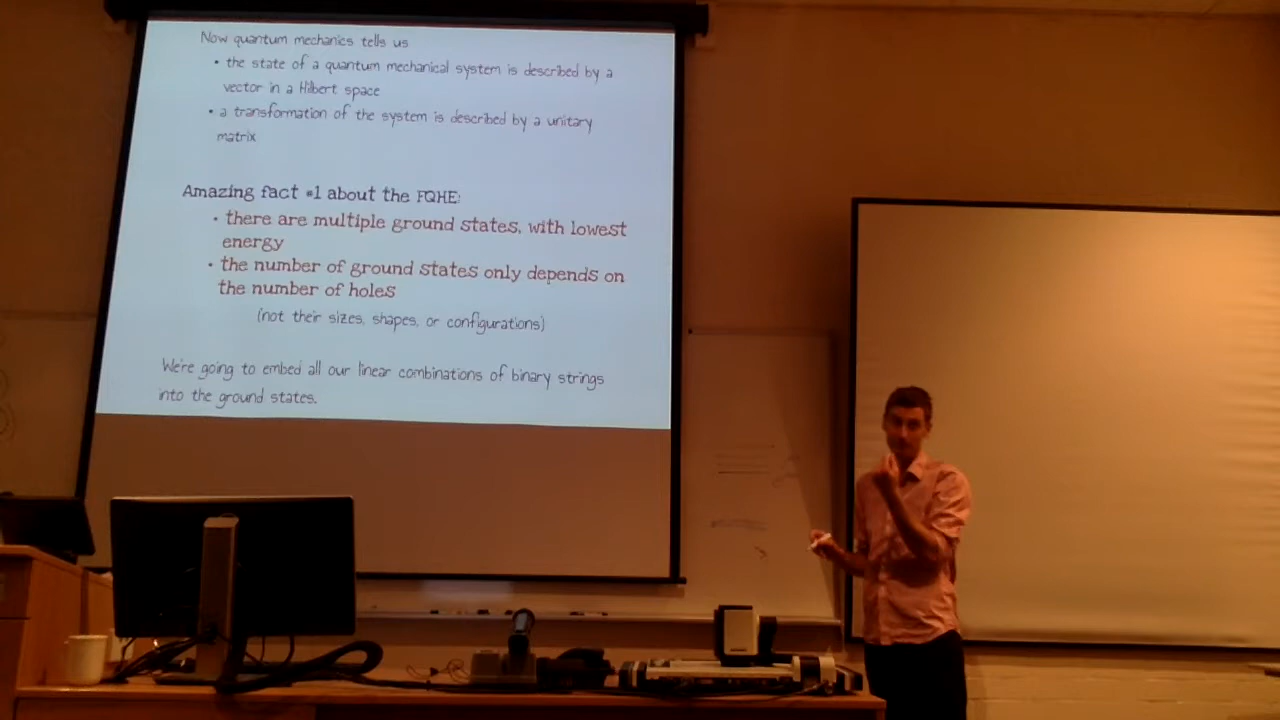 Now quantum mechanics tells us
• the state of a quantum mechanical system is described by a
vector in a Hilbert space
• a transformation of the system is described by a unitary
matrix
Amazing fact #1 about the FQHE:
• there are multiple ground states, with lowest
energy
• the number of ground states only depends on
the number of holes
(not their sizes, shapes, or configurations)
We're going to embed all our linear combinations of binary strings
into the ground states.